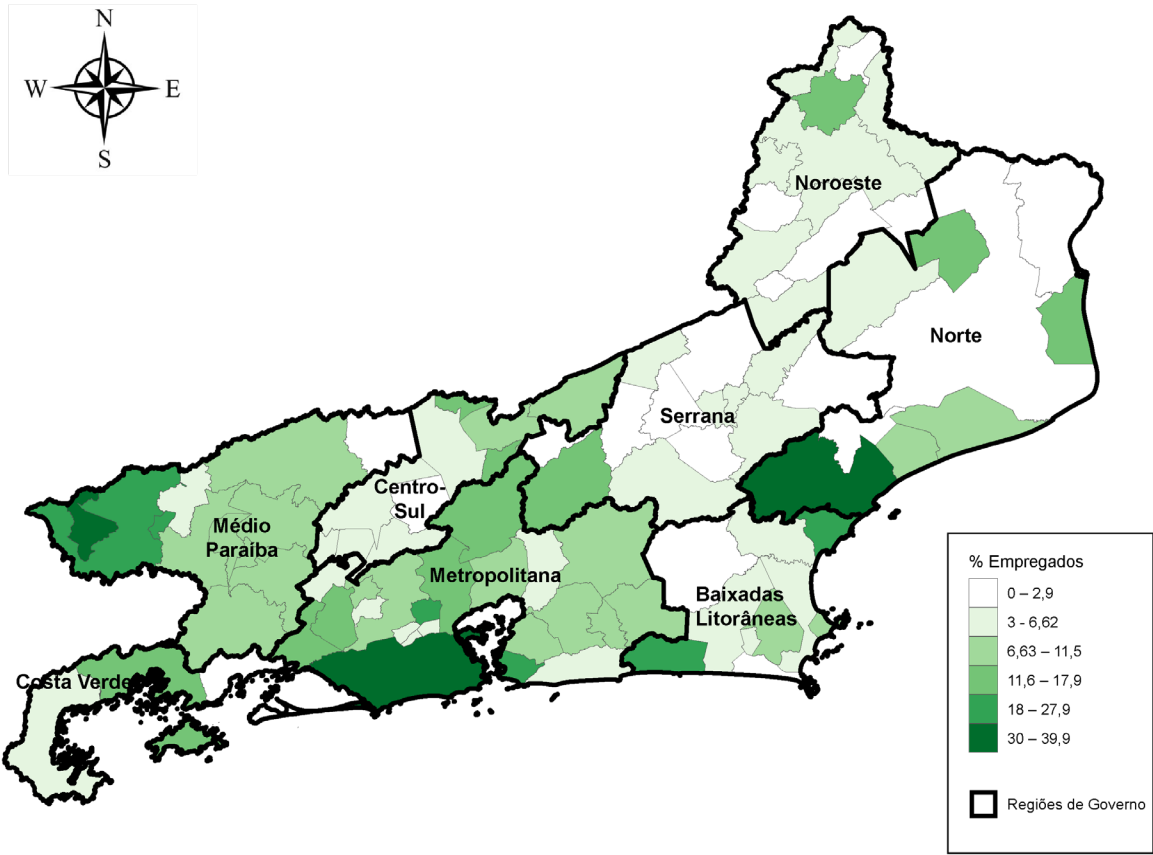 N
W E
S
Noroeste
Norte
Serrana
Centro-
Sul
Médio
Paraíba
Metropolitana
Baixadas
Litorâneas
Costa Verde
% Empregados
0 – 2,9
3 - 6,62
6,63 – 11,5
11,6 - 17,9
18 - 27,9
30 – 39,9
Regiões de Governo